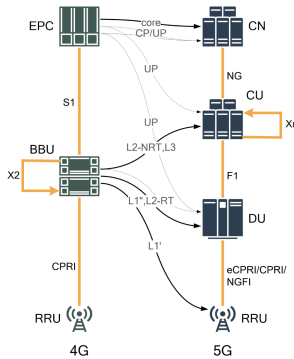 EPC
core
CP/UP
CN
NG
UP
S1
CU
UP
BBU
L2-NRT,L3
X2
F1
L1'',L2-RT
DU
CPRI
L1'
eCPRI/CPRI/
NGFI
RRU
RRU
4G
5G